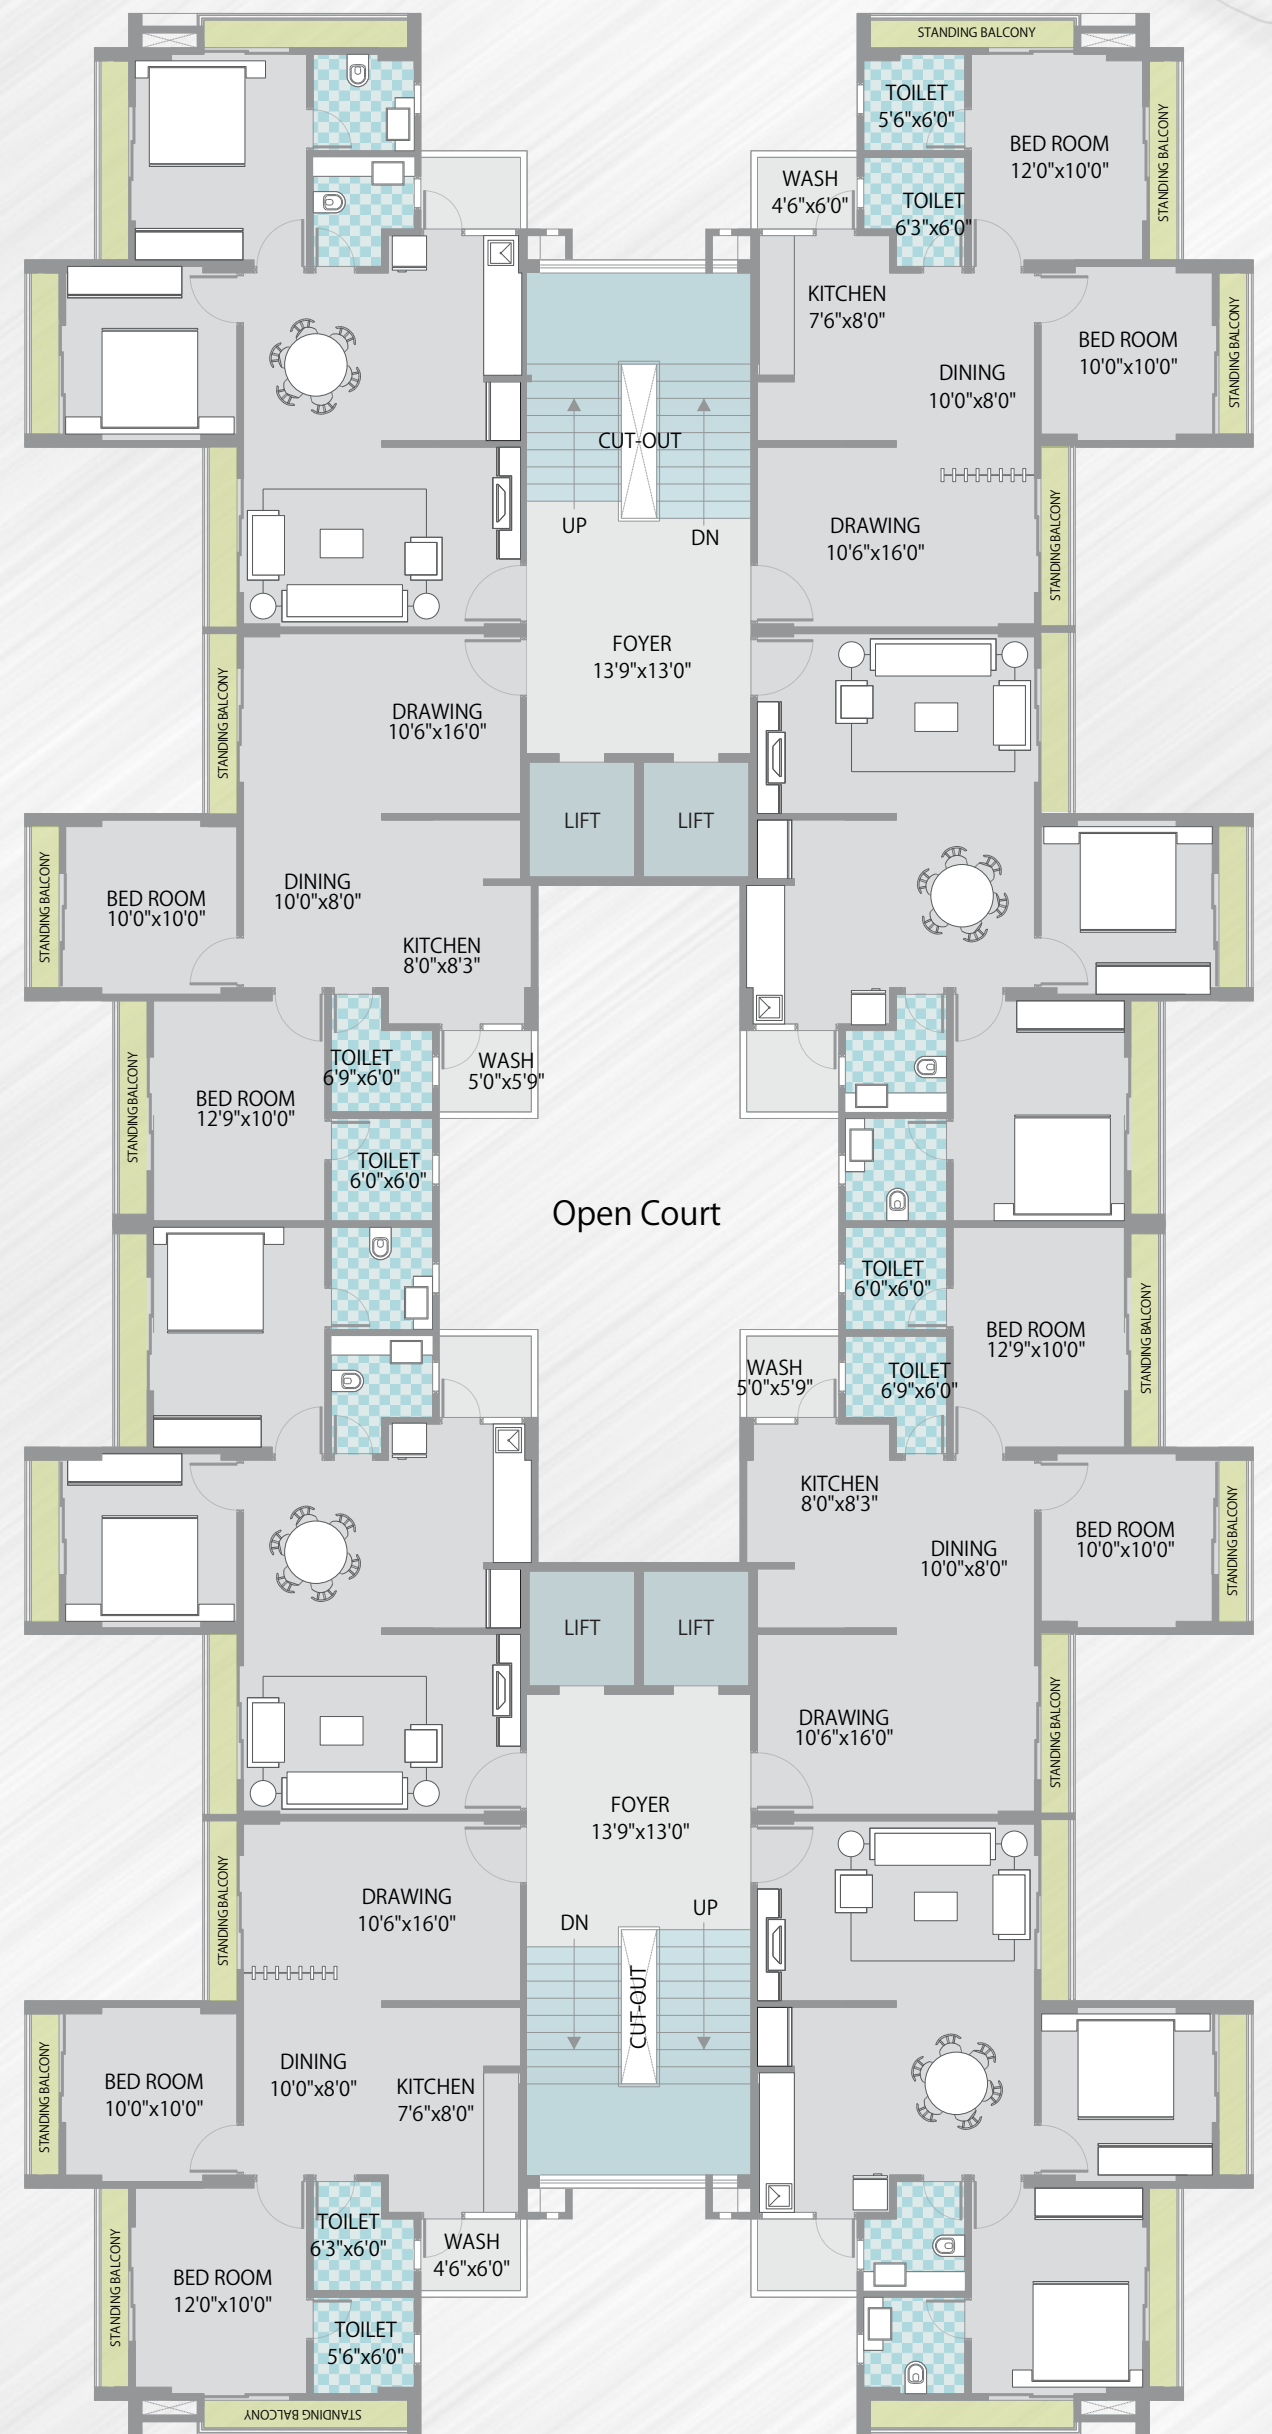 STANDING BALCONY
TOILET
5'6"x6'0"
BED ROOM
12'0"x10'0"
STANDING BALCONY
WASH
4'6"x6'0"
TOILET
6'3"x6'0"
KITCHEN
7'6"x8'0"
BED ROOM
10'0"x10'0"
STANDING BALCONY
DINING
10'0"x8'0"
CUT-OUT
UP
DN
DRAWING
10'6"x16'0"
STANDING BALCONY
FOYER
13'9"x13'0"
STANDING BALCONY
DRAWING
10'6"x16'0"
LIFT
LIFT
STANDING BALCONY
BED ROOM
10'0"x10'0"
DINING
10'0"x8'0"
KITCHEN
8'0"x8'3"
STANDING BALCONY
BED ROOM
12'9"x10'0"
TOILET
6'9"x6'0"
WASH
5'0"x5'9"
TOILET
6'0"x6'0"
Open Court
TOILET
6'0"x6'0"
BED ROOM
12'9"x10'0"
STANDING BALCONY
WASH
5'0"x5'9"
TOILET
6'9"x6'0"
KITCHEN
8'0"x8'3"
DINING
10'0"x8'0"
BED ROOM
10'0"x10'0"
STANDING BALCONY
LIFT
LIFT
DRAWING
10'6"x16'0"
STANDING BALCONY
FOYER
13'9"x13'0"
STANDING BALCONY
DRAWING
10'6"x16'0"
DN
UP
CUT-OUT
STANDING BALCONY
BED ROOM
10'0"x10'0"
DINING
10'0"x8'0"
KITCHEN
7'6"x8'0"
STANDING BALCONY
BED ROOM
12'0"x10'0"
TOILET
6'3"x6'0"
WASH
4'6"x6'0"
TOILET
5'6"x6'0"
STANDING BALCONY